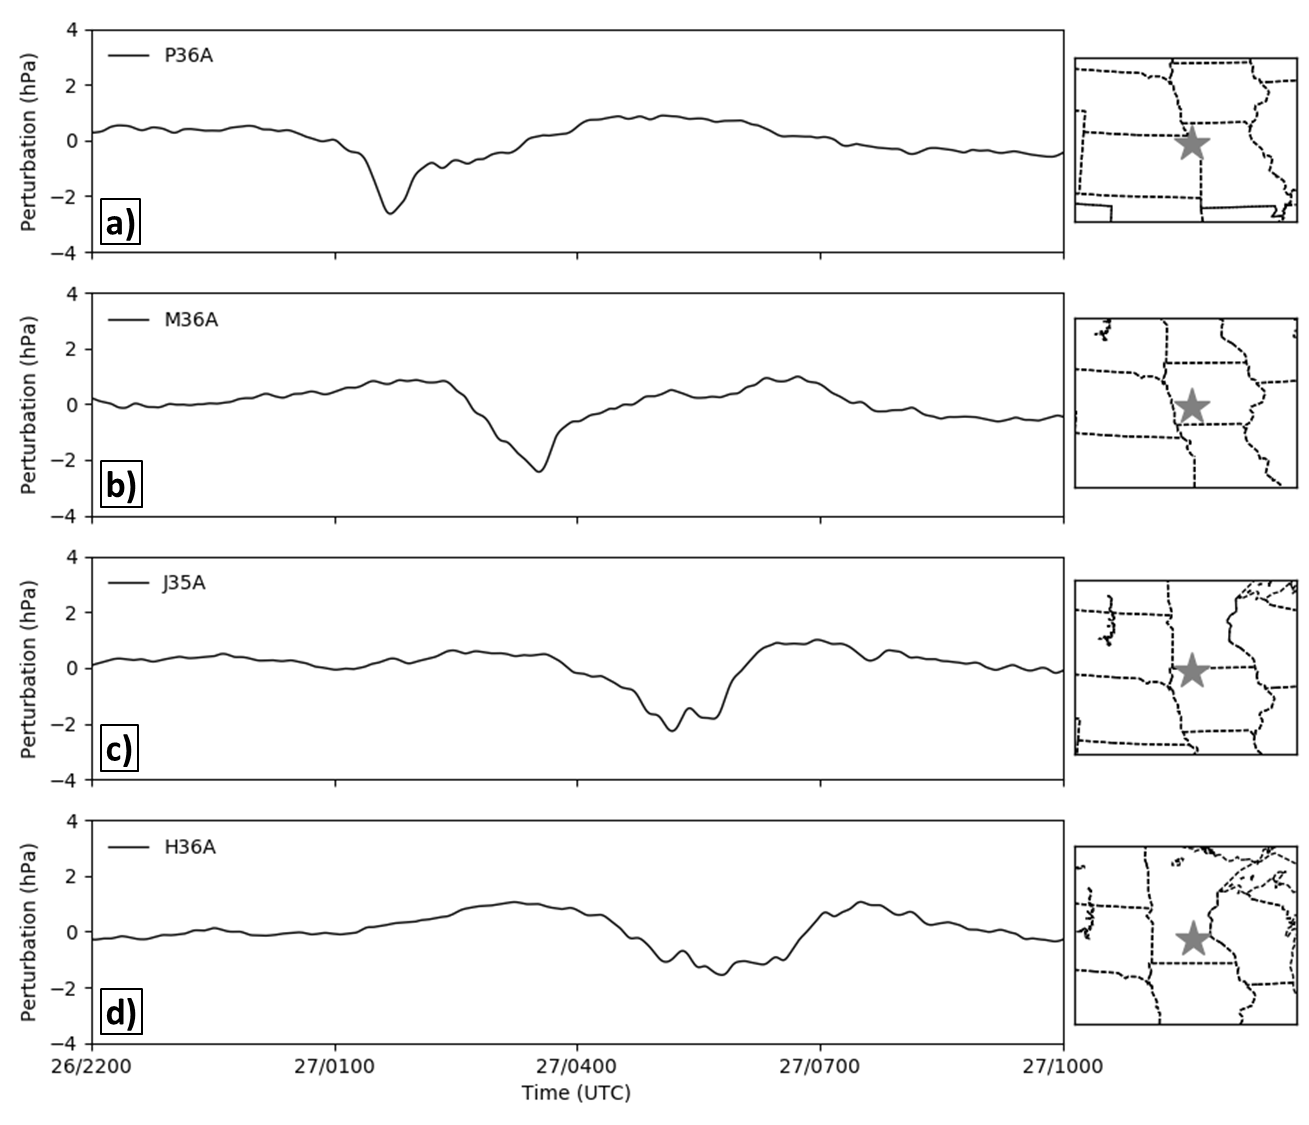 4
2
0
−2
−4
Perturbation (hPa)
P36A
a)
4
2
0
−2
−4
Perturbation (hPa)
M36A
b)
4
2
0
−2
−4
Perturbation (hPa)
J35A
c)
4
2
0
−2
−4
Perturbation (hPa)
H36A
d)
26/2200 27/0100 27/0400 27/0700 27/1000
Time (UTC)